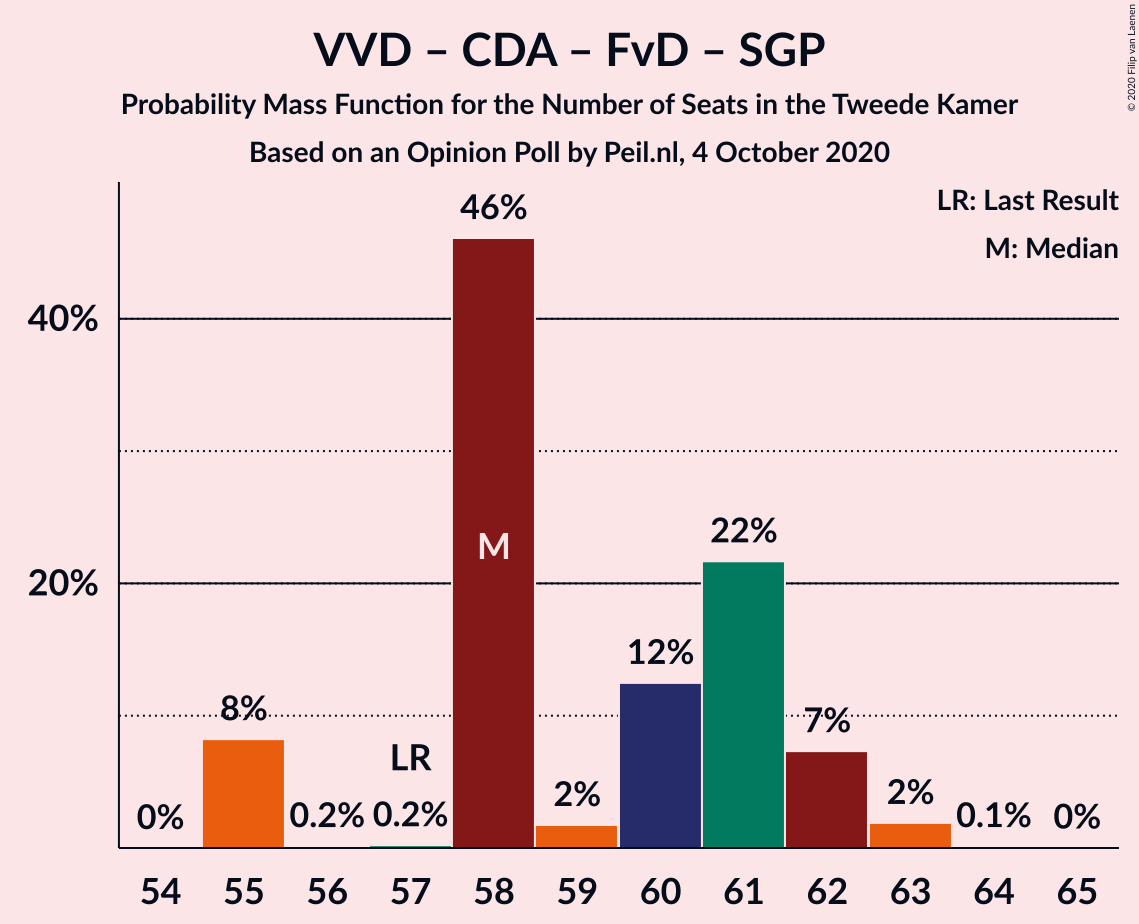 VVD – CDA – FvD – SGP
Probability Mass Function for the Number of Seats in the Tweede Kamer
Based on an Opinion Poll by Peil.nl, 4 October 2020
© 2020 Filip van Laenen
LR: Last Result
M: Median
46%
40%
22%
M
20%
12%
8%
7%
LR
0%
0.2%
0.2%
2%
2%
0.1%
0%
54 55 56 57 58 59 60 61 62 63 64 65